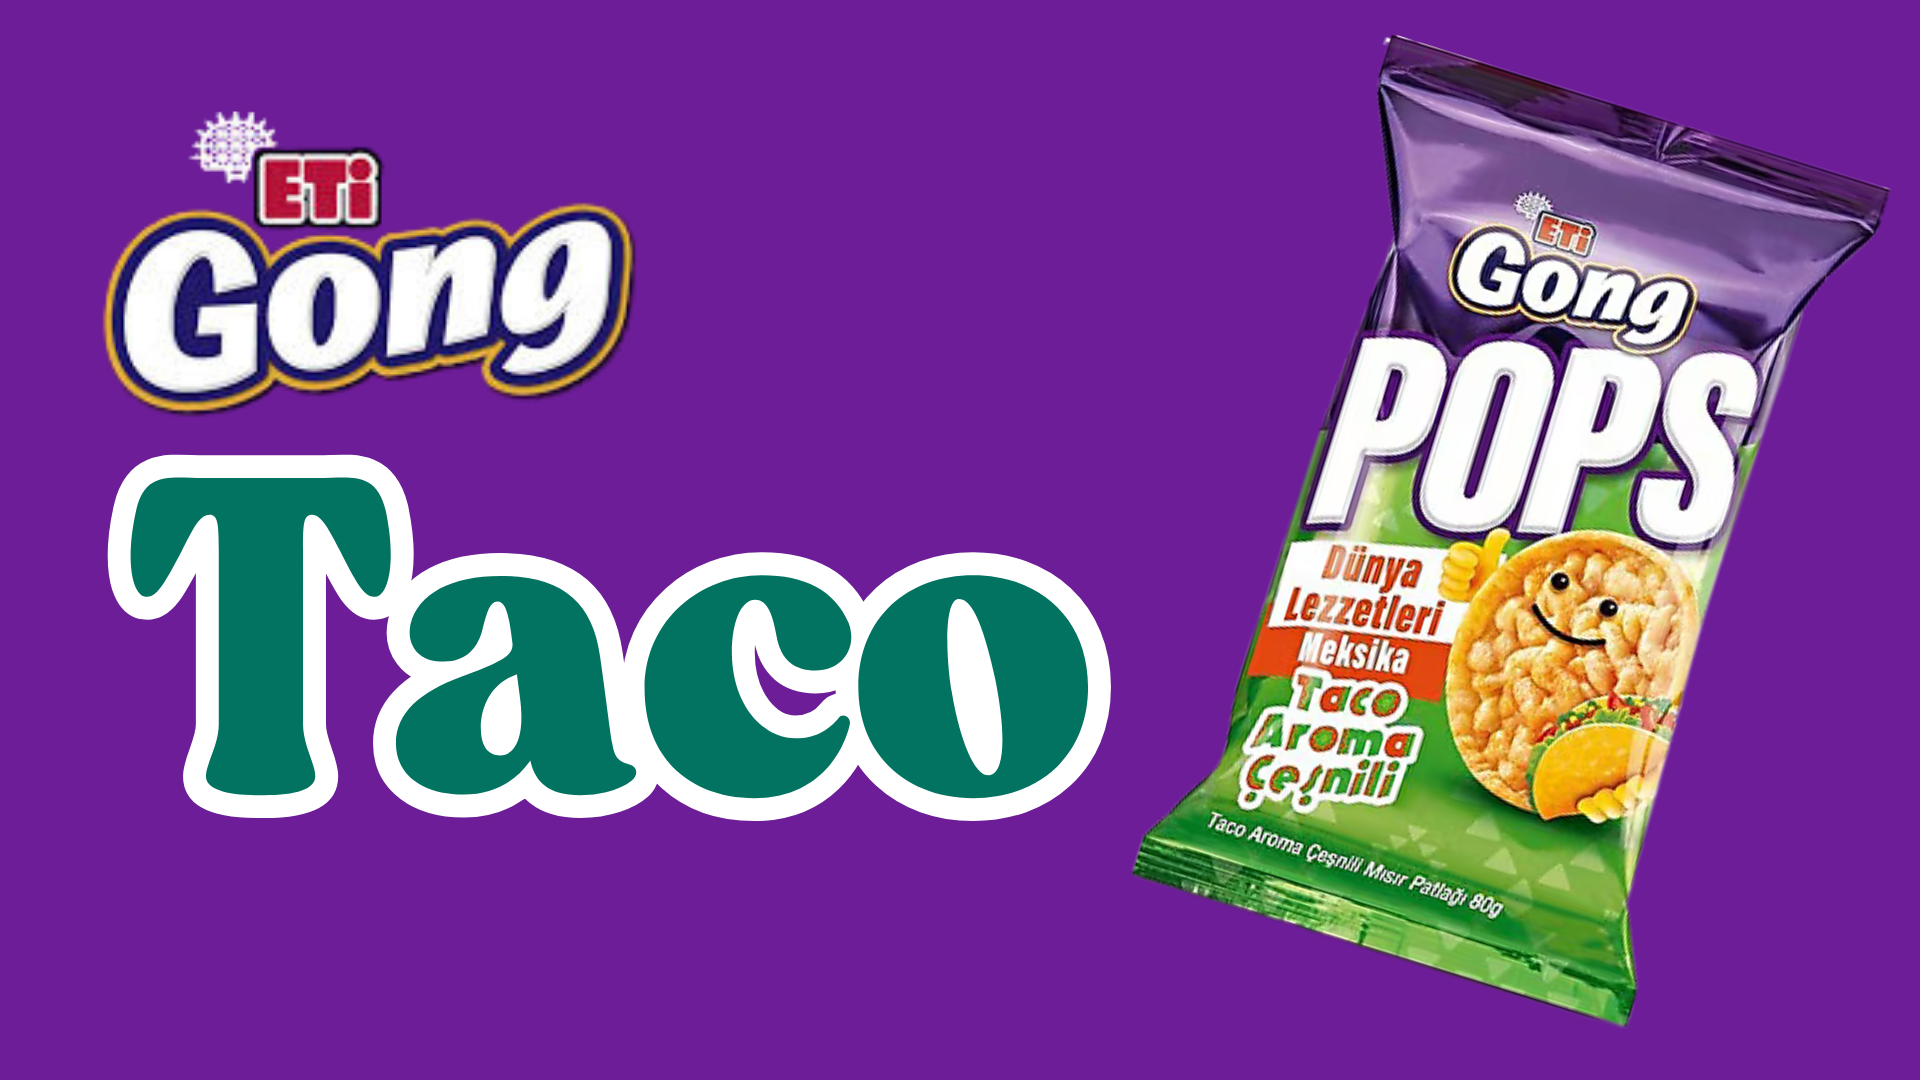 ETİ
Gong
Taco
ETİ
Gong
POPS
Dünya
Lezzetleri
Meksika
Taco
Aroma
Çeşnili
Taco Aroma Çeşnili Mısır Patlağı 80g